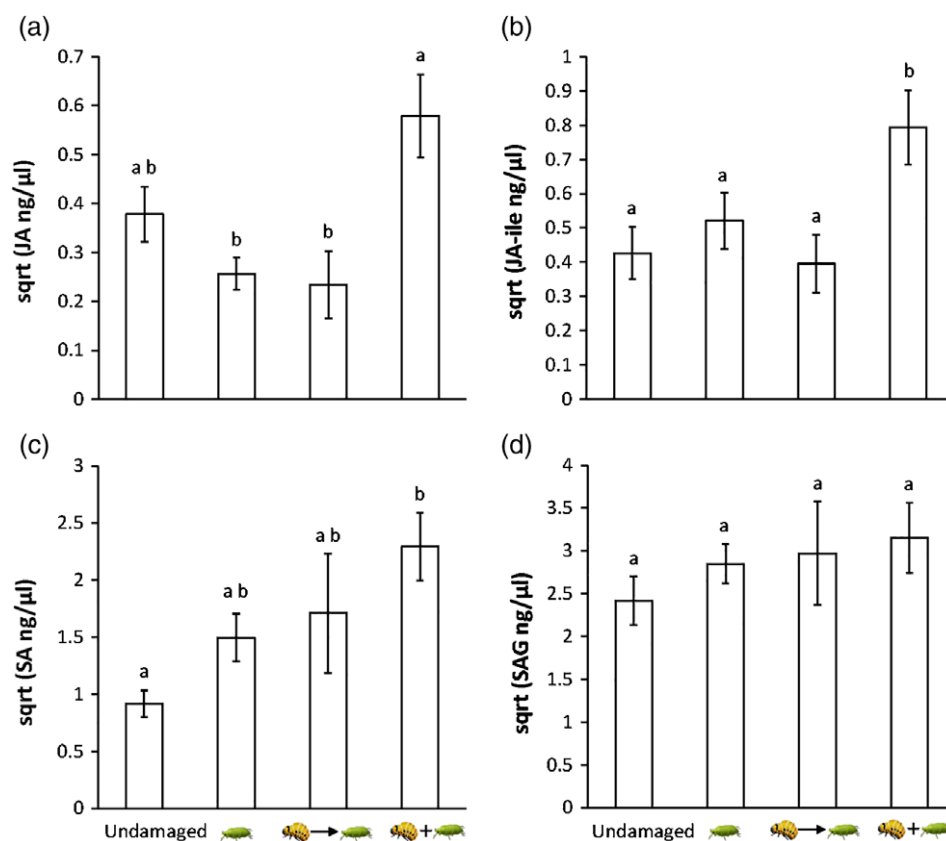 (a)
sqrt (JA ng/µl)
0.7
0.6
0.5
0.4
0.3
0.2
0.1
0
a b
b
b
a
(b)
sqrt (JA-ile ng/µl)
1
0.9
0.8
0.7
0.6
0.5
0.4
0.3
0.2
0.1
0
a
a
a
b
(c)
sqrt (SA ng/µl)
3
2.5
2
1.5
1
0.5
0
a
a b
a b
b
Undamaged
+
(d)
sqrt (SAG ng/µl)
4
3.5
3
2.5
2
1.5
1
0.5
0
a
a
a
a
Undamaged
+